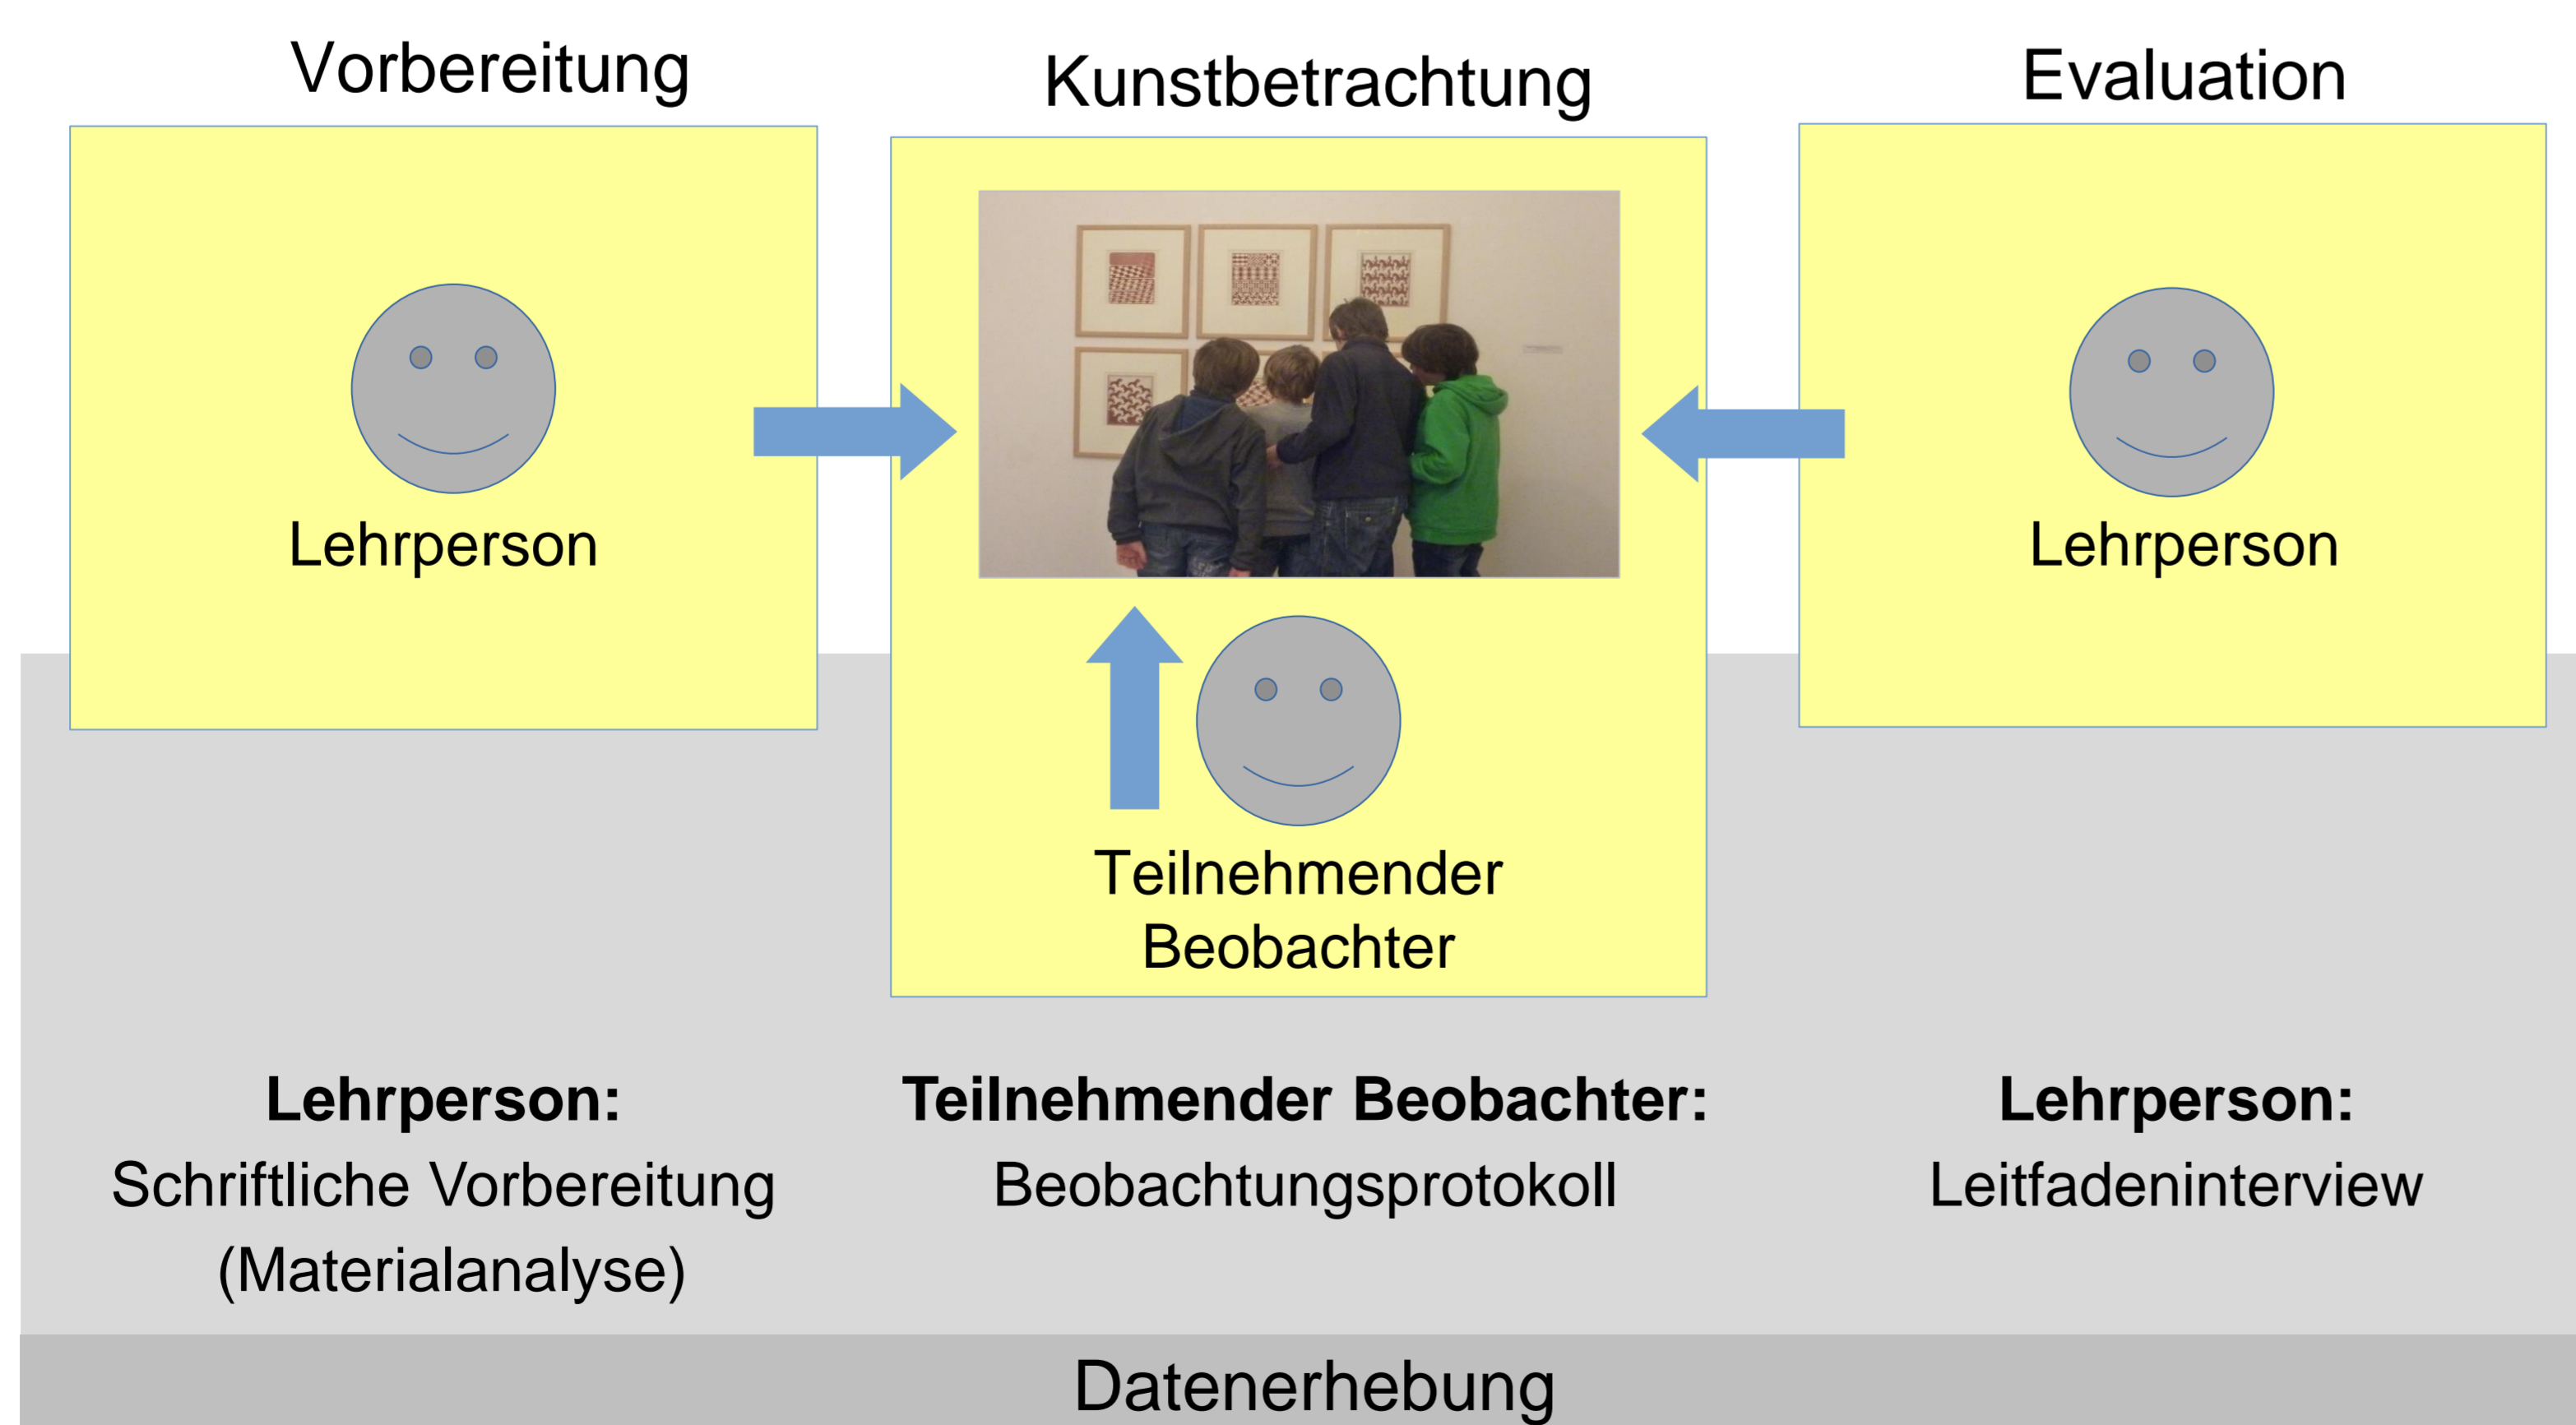 Vorbereitung
Kunstbetrachtung
Evaluation
Lehrperson
Lehrperson
Teilnehmender
Beobachter
Lehrperson:
Schriftliche Vorbereitung
(Materialanalyse)
Teilnehmender Beobachter:
Beobachtungsprotokoll
Lehrperson:
Leitfadeninterview
Datenerhebung